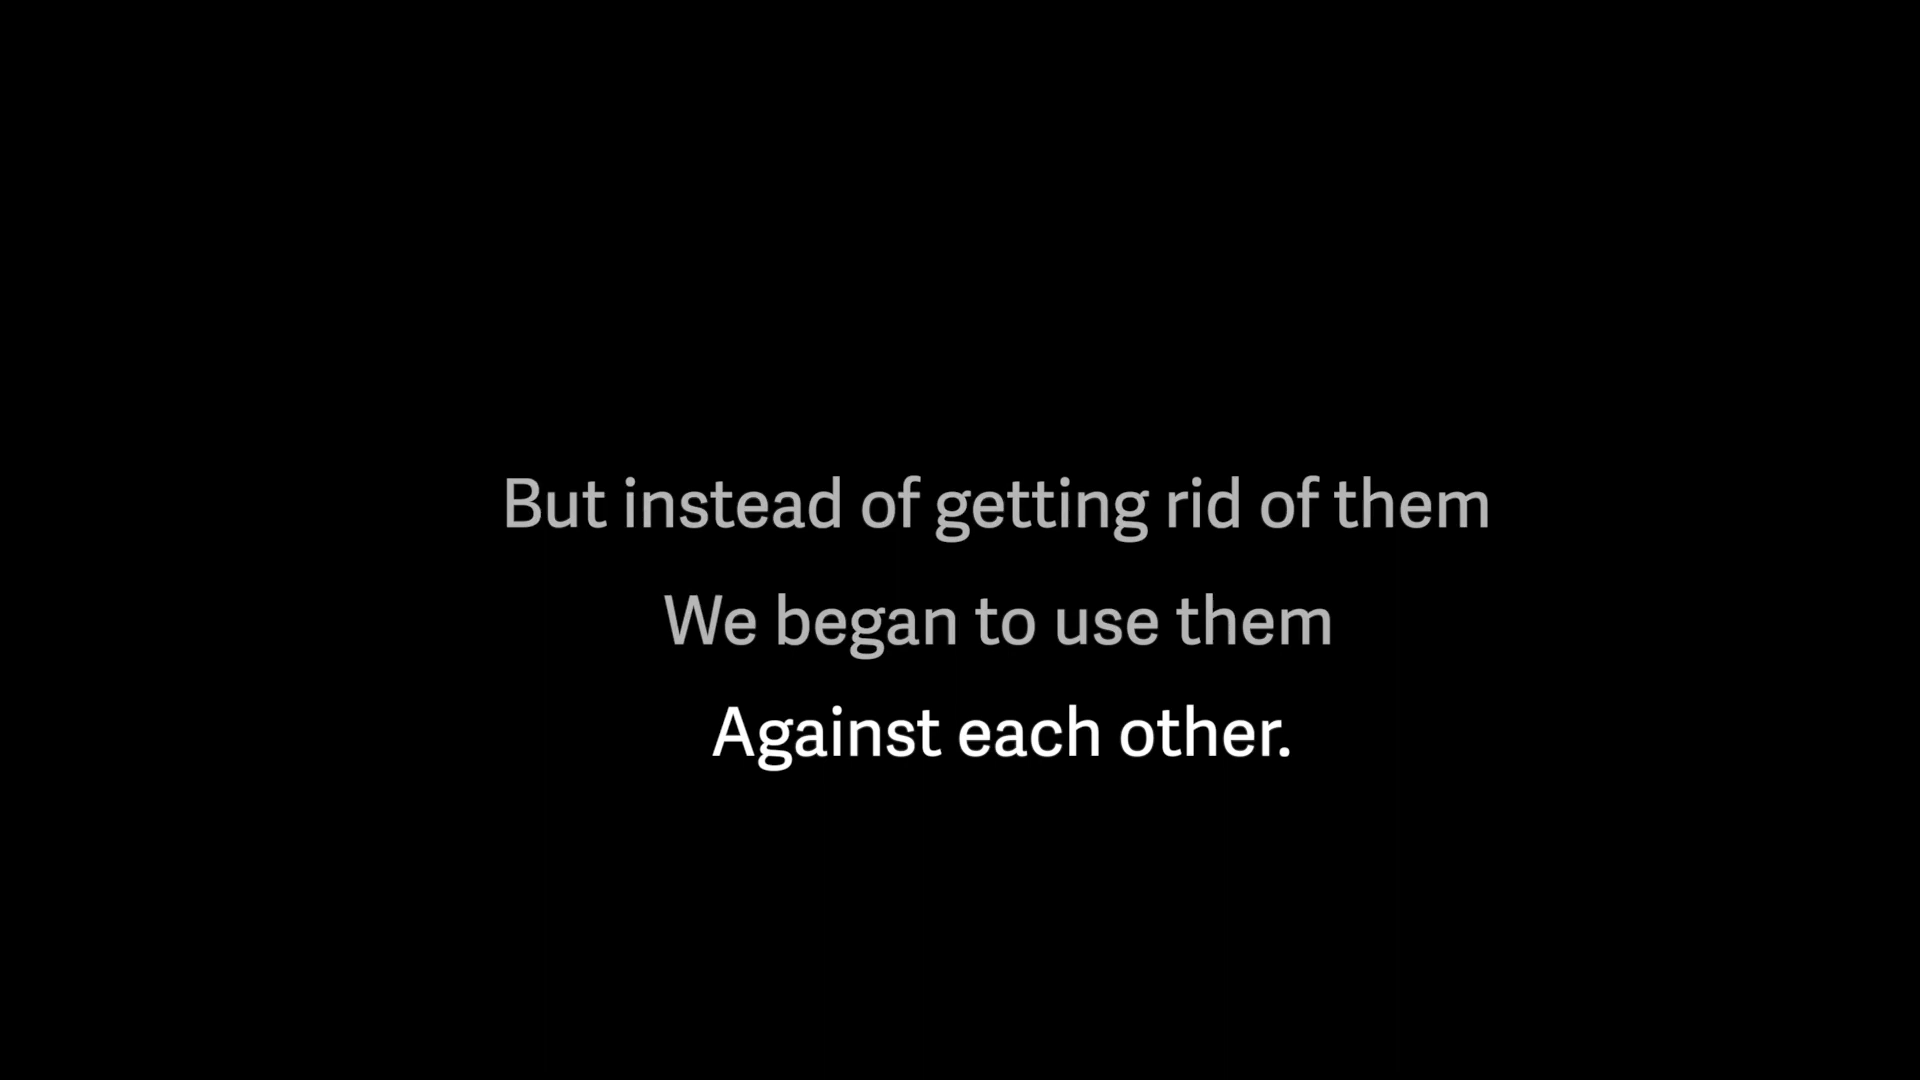 But instead of getting rid of them
We began to use them
Against each other.